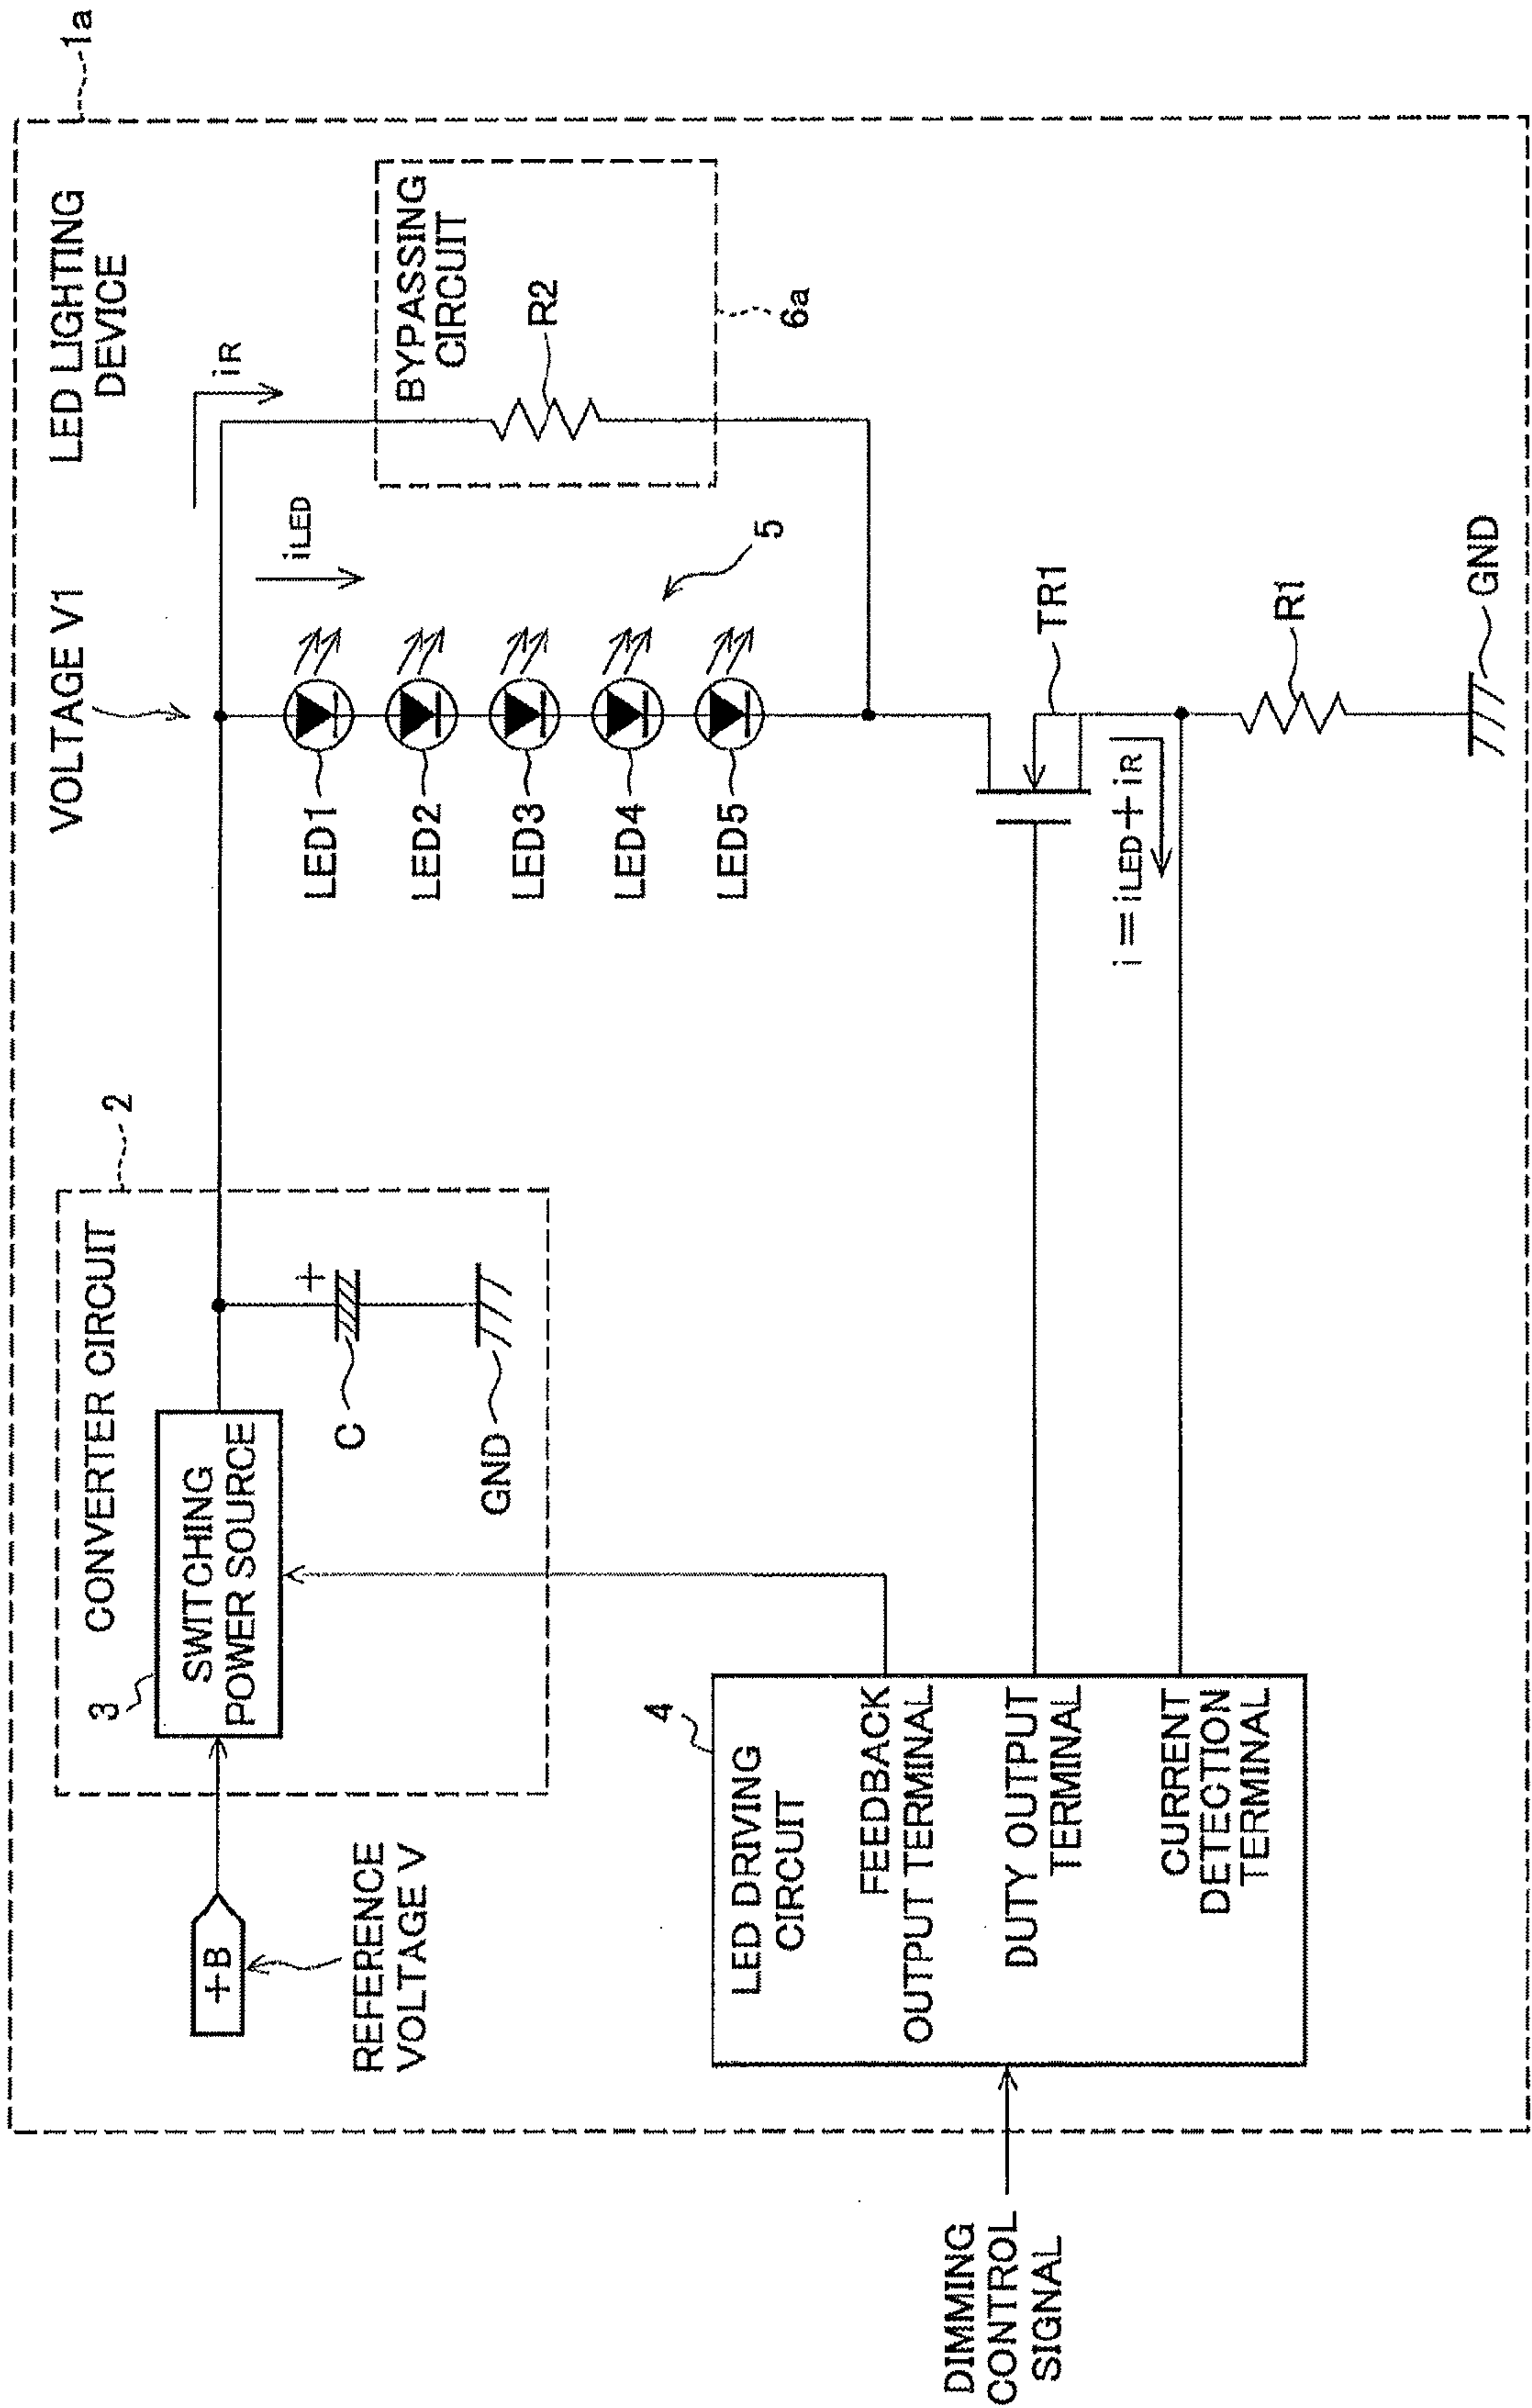 LED LIGHTING
DEVICE
1a
VOLTAGE V1
iR
iLED
BYPASSING
CIRCUIT
R2
6a
5
LED1
LED2
LED3
LED4
LED5
2
CONVERTER CIRCUIT
3
SWITCHING
POWER SOURCE
+
C
GND
+B
REFERENCE
VOLTAGE V
4
LED DRIVING
CIRCUIT
FEEDBACK
OUTPUT TERMINAL
DUTY OUTPUT
TERMINAL
CURRENT
DETECTION
TERMINAL
TR1
i=iLED+iR
R1
GND
DIMMING
CONTROL
SIGNAL